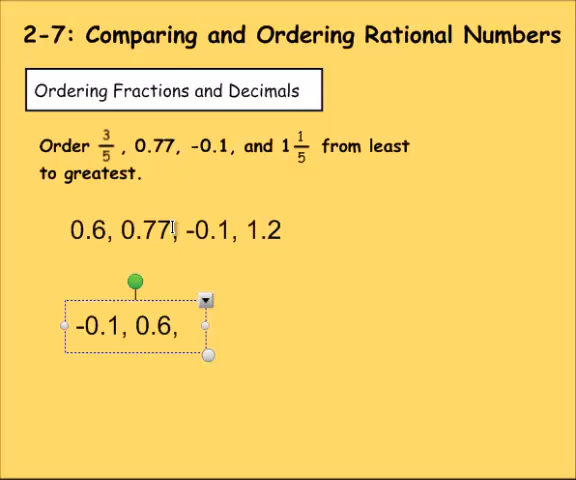 2-7: Comparing and Ordering Rational Numbers
Ordering Fractions and Decimals
Order 3/5, 0.77, -0.1, and 1 1/5 from least
to greatest.
0.6, 0.77, -0.1, 1.2
-0.1, 0.6,